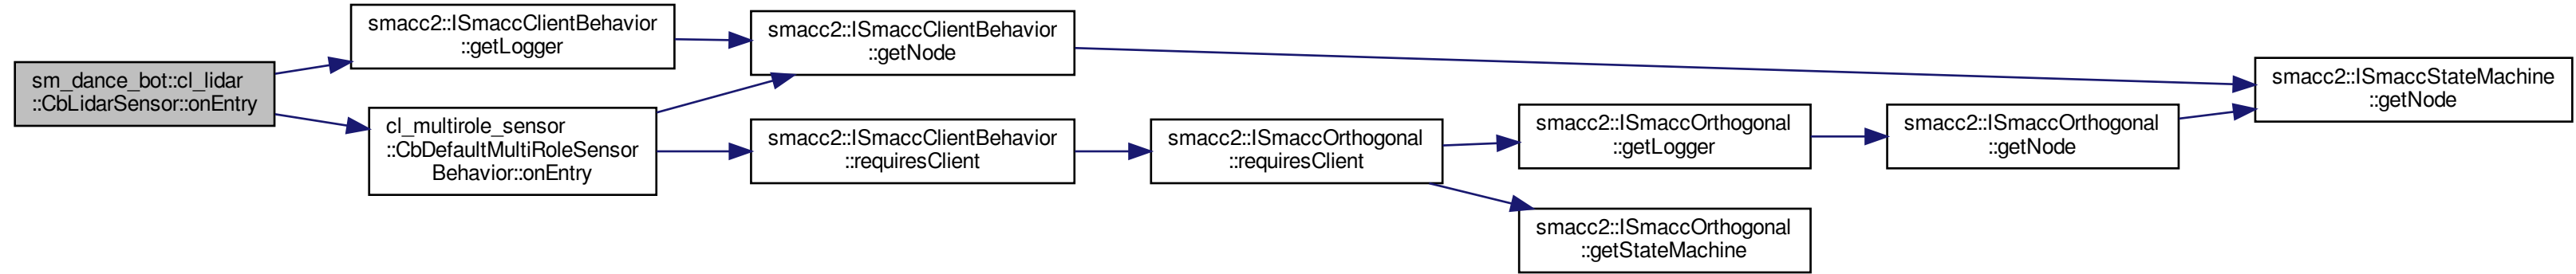 sm_dance_bot::cl_lidar
::CbLidarSensor::onEntry
smacc2::ISmaccClientBehavior
::getLogger
cl_multirole_sensor
::CbDefaultMultiRoleSensor
Behavior::onEntry
smacc2::ISmaccClientBehavior
::getNode
smacc2::ISmaccClientBehavior
::requiresClient
smacc2::ISmaccOrthogonal
::requiresClient
smacc2::ISmaccOrthogonal
::getLogger
smacc2::ISmaccOrthogonal
::getStateMachine
smacc2::ISmaccOrthogonal
::getNode
smacc2::ISmaccStateMachine
::getNode